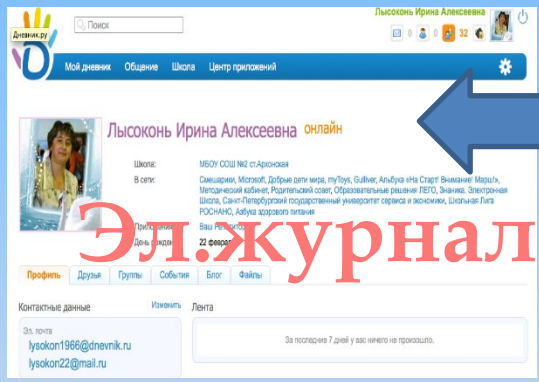 Поиск
Лысоконь Ирина Алексеевна
Дневник.ру
0 0 32
Мой дневник Общение Школа Центр приложений
Лысоконь Ирина Алексеевна онлайн
Школа: МБОУ СОШ №2 ст.Архонская
В сети: Смешарики, Microsoft, Добрые дети мира, myToys, Gulliver, Альбука «На Старт! Внимание! Марш!»,
Методический кабинет, Родительский совет, Образовательные решения ЛЕГО, Знаника. Электронная
Школа, Санкт-Петербургский государственный университет сервиса и экономики, Школьная Лига
РОСНАНО, Азбука здорового питания
Ваш
22
Эл.журнал
Профиль Друзья Группы События Блог Файлы
Контактные данные Изменить Лента
Эл. почта
За последние 7 дней у вас ничего не произошло.
lysokon1966@dnevnik.ru
lysokon22@mail.ru